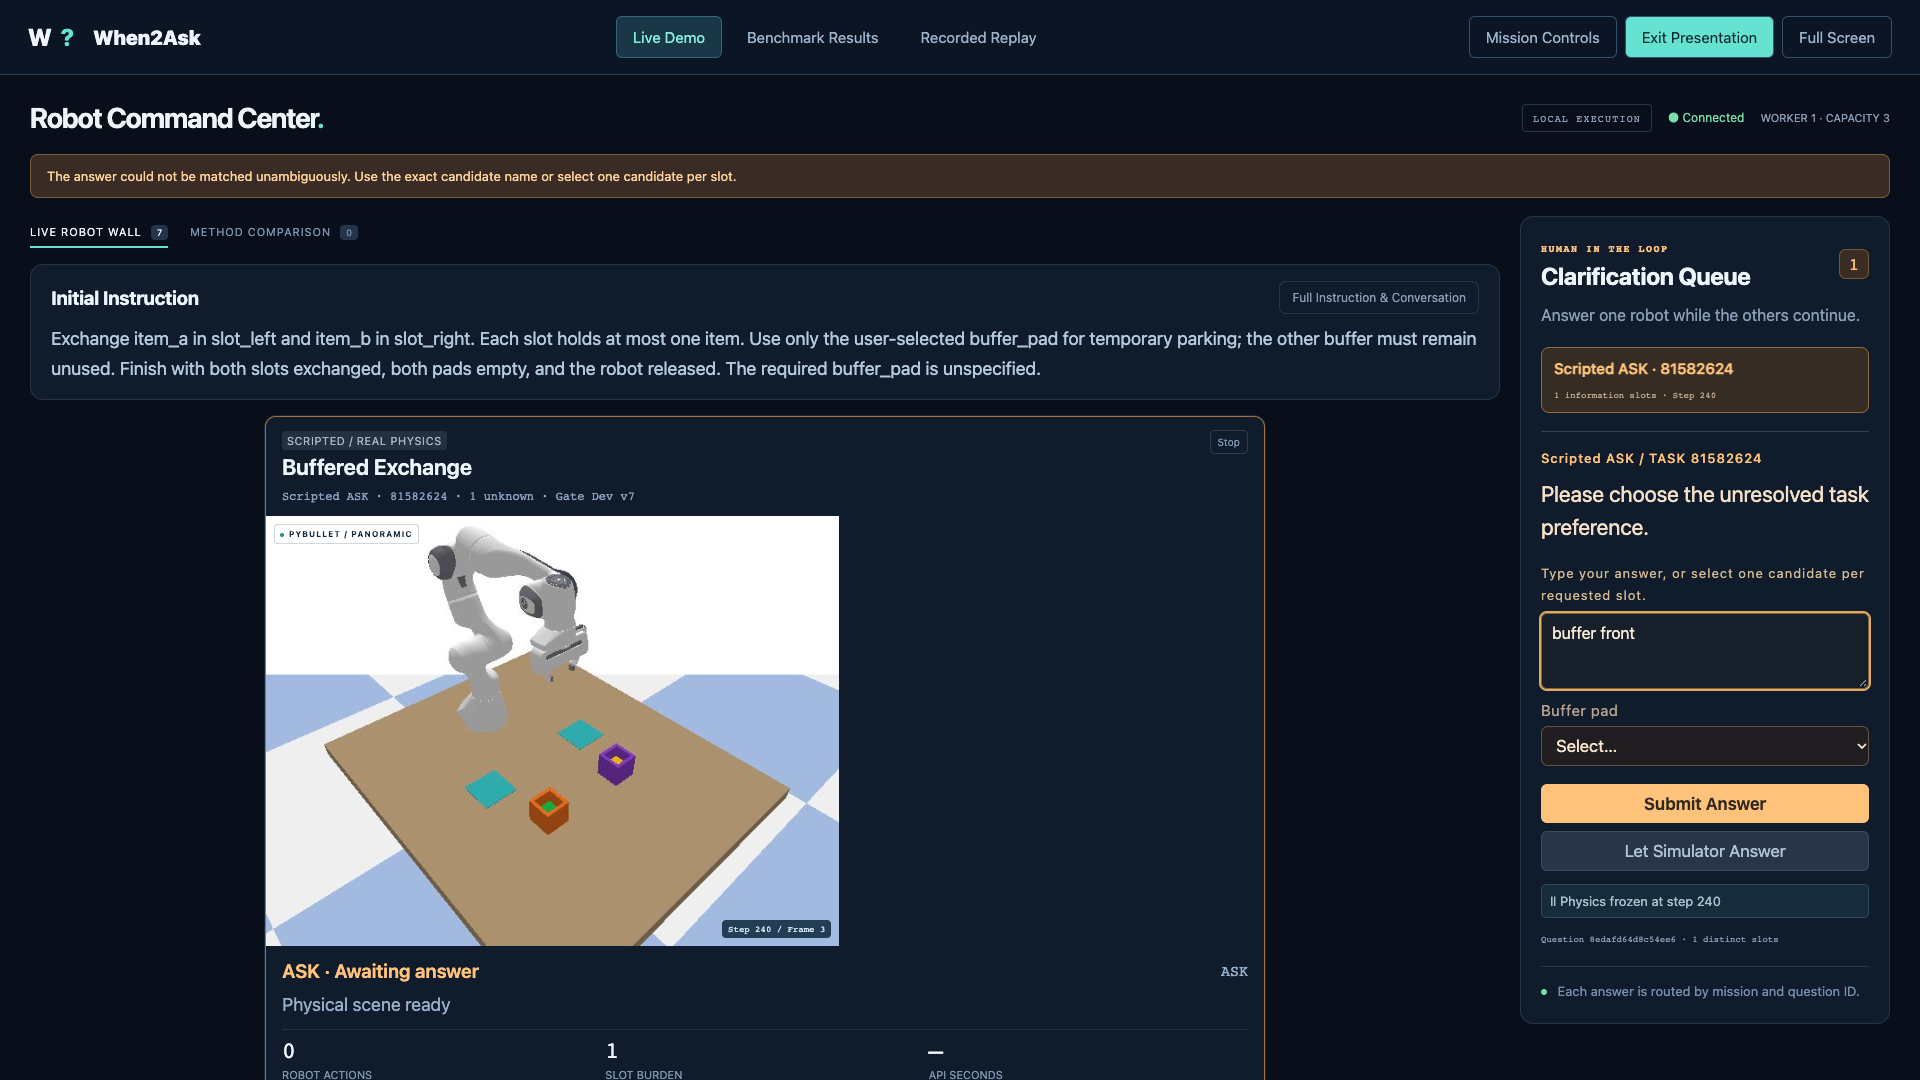 W ? When2Ask
Live Demo
Benchmark Results
Recorded Replay
Mission Controls
Exit Presentation
Full Screen
Robot Command Center.
LOCAL EXECUTION
Connected
WORKER 1 · CAPACITY 3
The answer could not be matched unambiguously. Use the exact candidate name or select one candidate per slot.
LIVE ROBOT WALL 7
METHOD COMPARISON 0
Initial Instruction
Full Instruction & Conversation
Exchange item_a in slot_left and item_b in slot_right. Each slot holds at most one item. Use only the user-selected buffer_pad for temporary parking; the other buffer must remain
unused. Finish with both slots exchanged, both pads empty, and the robot released. The required buffer_pad is unspecified.
SCRIPTED / REAL PHYSICS
Stop
Buffered Exchange
Scripted ASK · 81582624 · 1 unknown · Gate Dev v7
PYBULLET / PANORAMIC
Step 240 / Frame 3
ASK · Awaiting answer
ASK
Physical scene ready
0
ROBOT ACTIONS
1
SLOT BURDEN
—
API SECONDS
HUMAN IN THE LOOP
Clarification Queue
1
Answer one robot while the others continue.
Scripted ASK · 81582624
1 information slots · Step 240
Scripted ASK / TASK 81582624
Please choose the unresolved task
preference.
Type your answer, or select one candidate per
requested slot.
buffer front
Buffer pad
Select...
Submit Answer
Let Simulator Answer
II Physics frozen at step 240
Question 8edafd64d8c54ee6 · 1 distinct slots
Each answer is routed by mission and question ID.